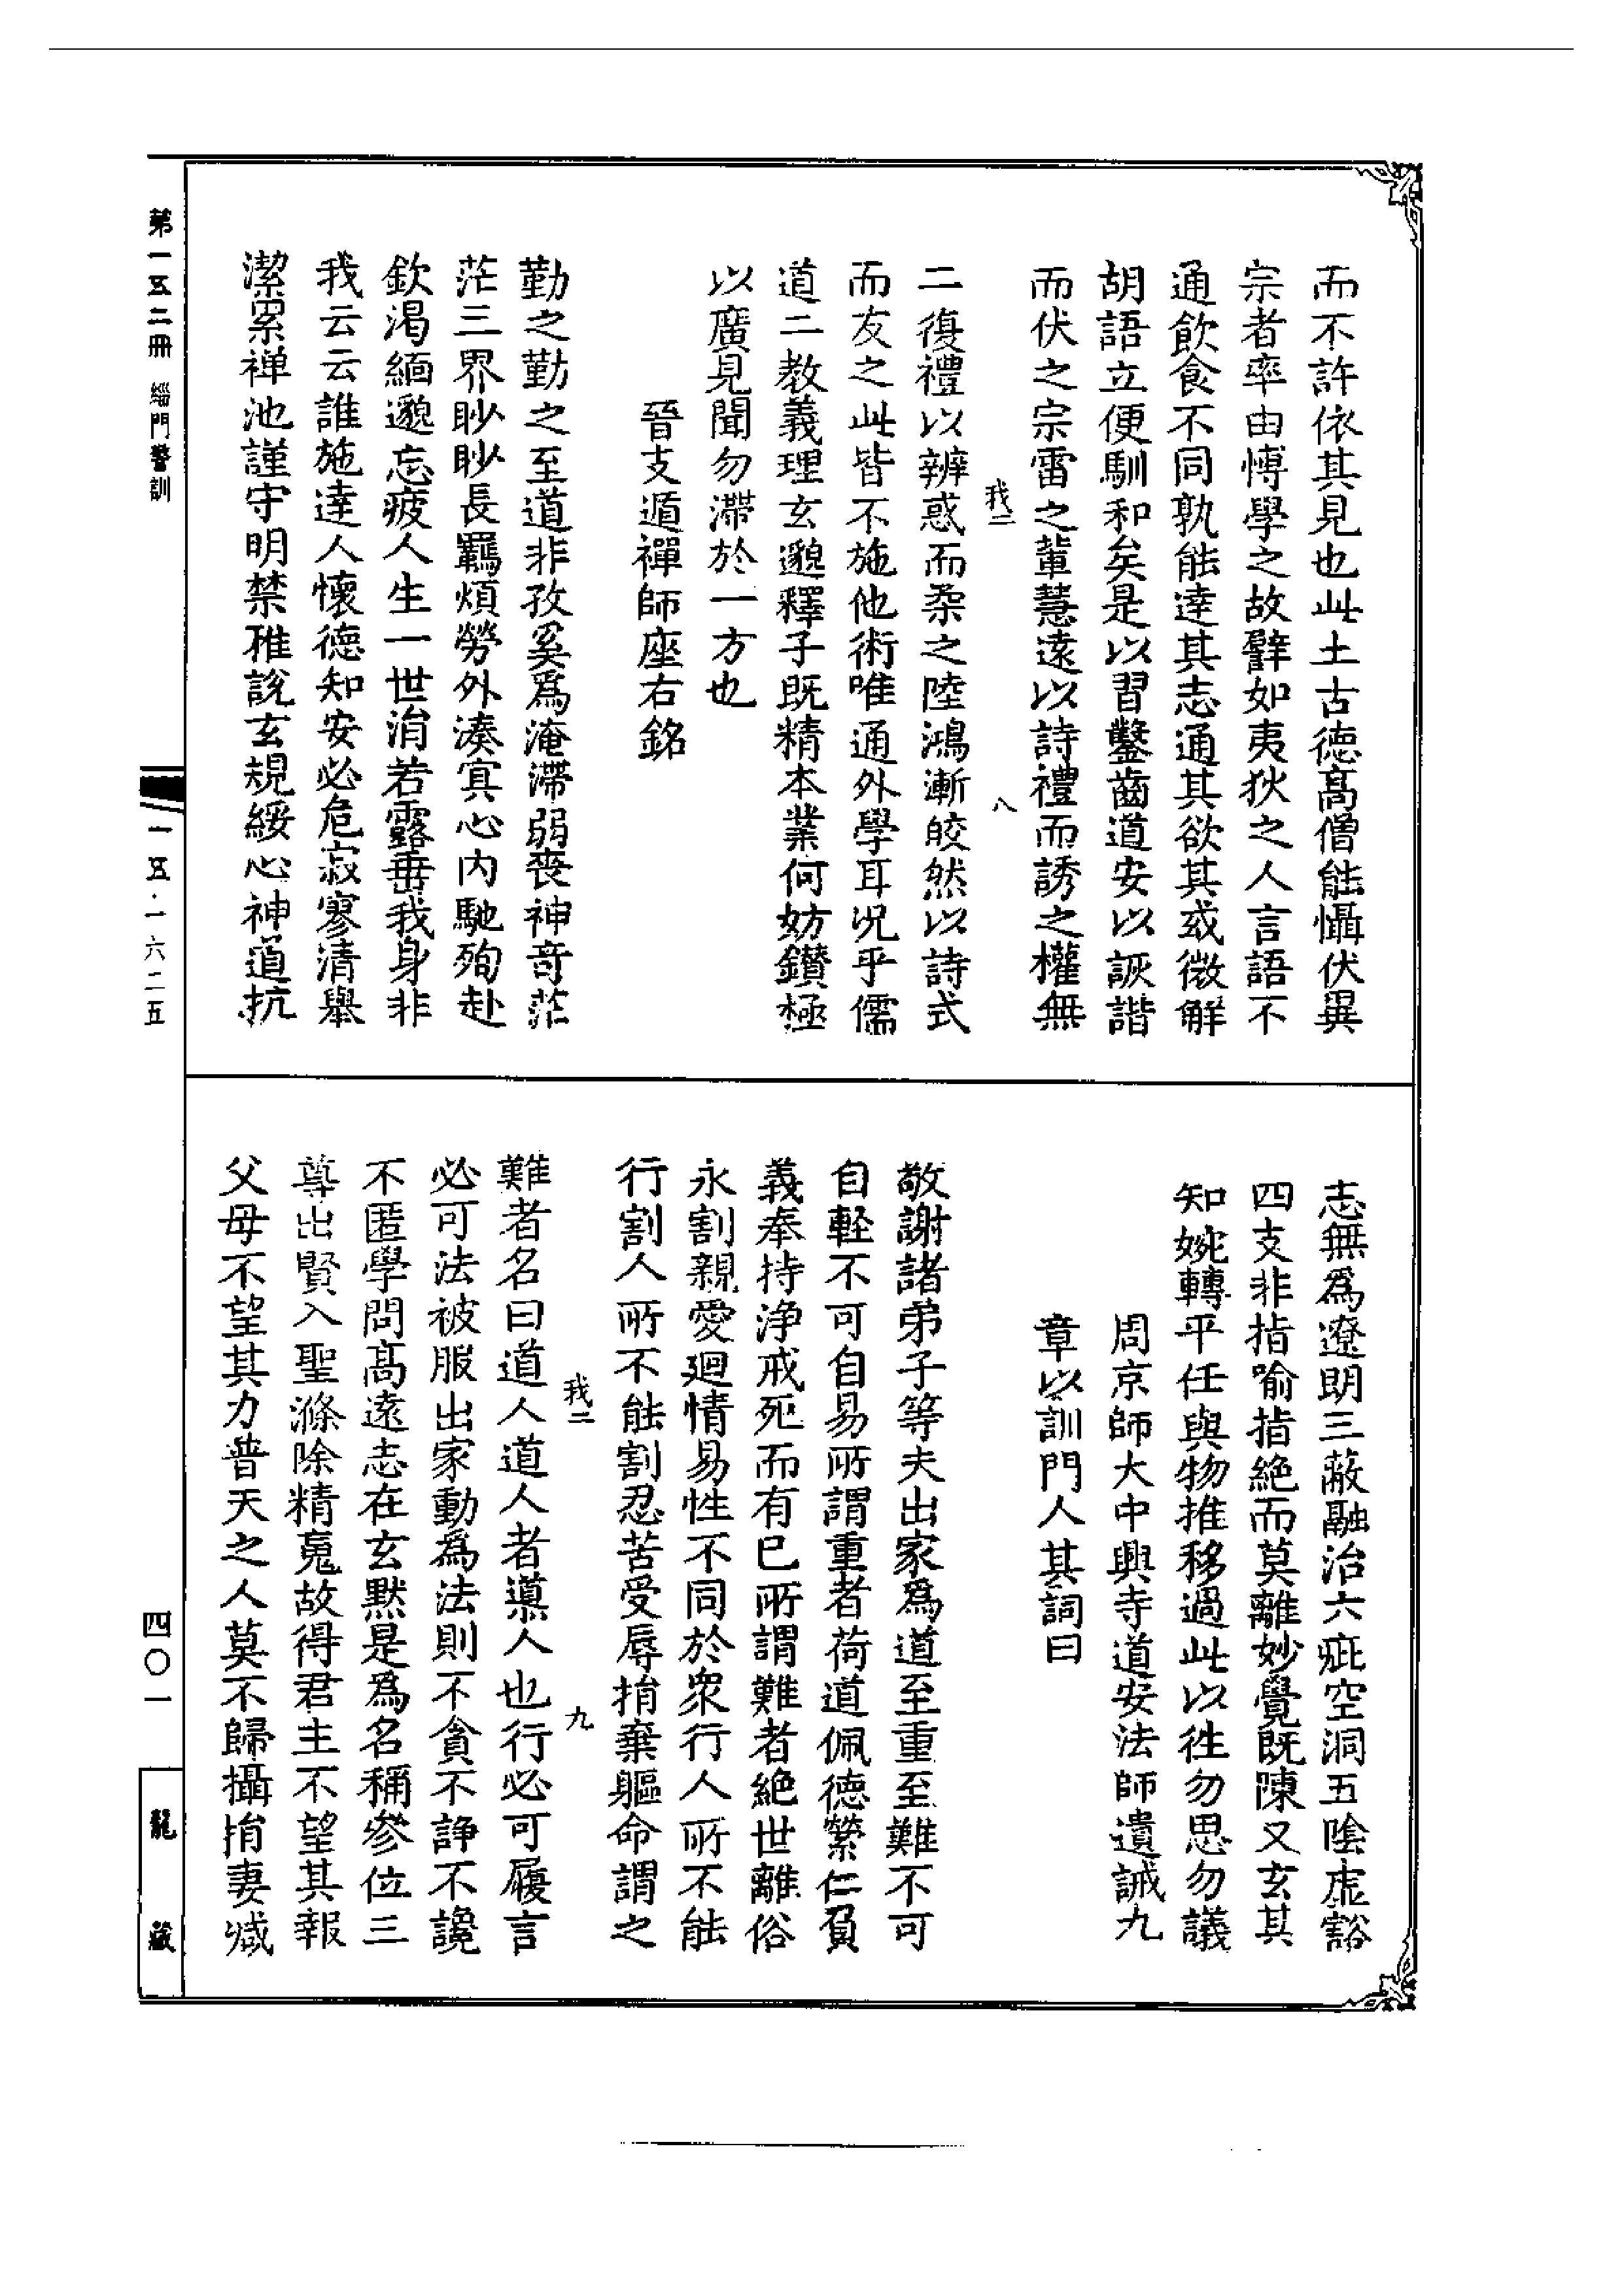 而不許依其見也此土古德高僧能懾伏異
宗者率由博學之故譬如夷狄之人言語不
通飲食不同孰能達其志通其欲其或微解
胡語立便馴和矣是以習鑿齒道安以詼諧
而伏之宗雷之輩慧遠以詩禮而誘之權無
我二 八
二復禮以辨惑而柔之陸鴻漸皎然以詩式
而友之此皆不施他術唯通外學耳況乎儒
道二教義理玄邈釋子既精本業何妨鑽極
以廣見聞勿滯於一方也
晉支遁禪師座右銘
勤之勤之至道非孜奚為淹滯弱喪神奇茫
茫三界眇眇長羈煩勞外湊冥心內馳殉赴
欽渴緬邈忘疲人生一世涓若露垂我身非
我云云誰施達人懷德知安必危寂寥清舉
潔累禅池謹守明禁雅說玄規綏心神道抗
志無為遼朗三蔽融治六疵空洞五陰虛豁
四支非指喻指絕而莫離妙覺既陳又玄其
知婉轉平任與物推移過此以往勿思勿議
周京師大中興寺道安法師遺誡九
章以訓門人其詞曰
敬謝諸弟子等夫出家為道至重至難不可
自輕不可自易所謂重者荷道佩德縈仁負
義奉持淨戒死而有已所謂難者絕世離俗
永割親愛迴情易性不同於眾行人所不能
行割人所不能割忍苦受辱捐棄軀命謂之
我二 九
難者名曰道人道人者導人也行必可履言
必可法被服出家動為法則不貪不諍不讒
不匿學問高遠志在玄默是為名稱參位三
尊出賢入聖滌除精魂故得君主不望其報
父母不望其力普天之人莫不歸攝捐妻減
第一五二冊 緇門警訓
一五·一六二五
四〇一
龍藏